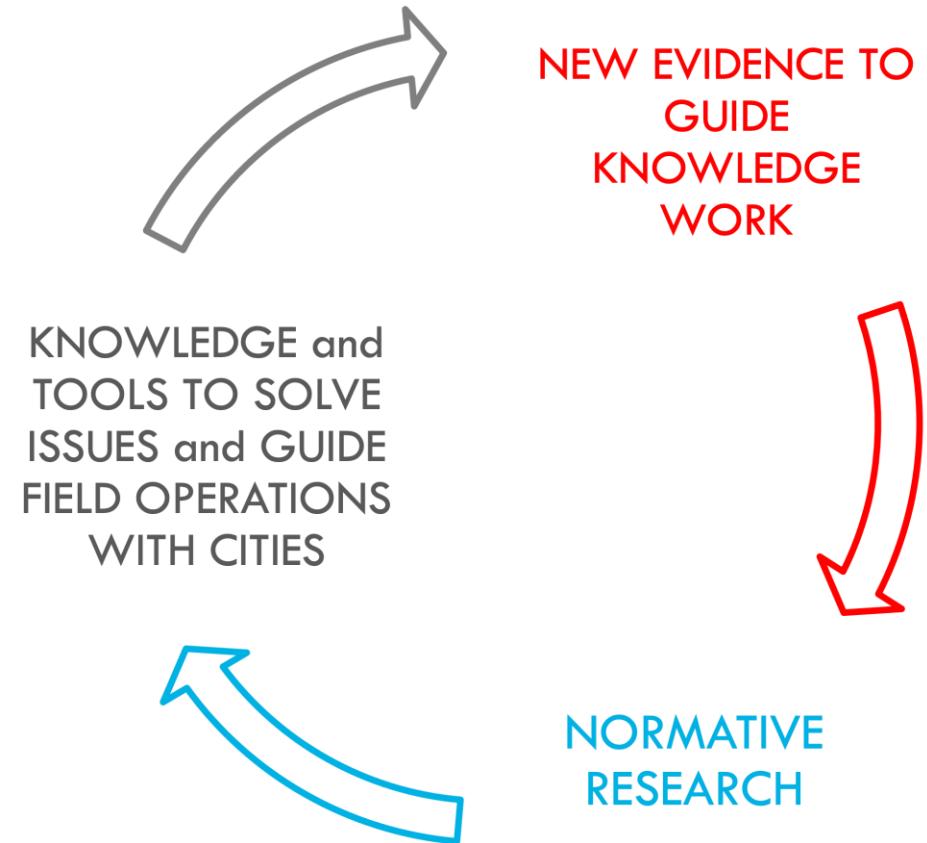 NEW EVIDENCE TO
GUIDE
KNOWLEDGE
WORK
KNOWLEDGE and
TOOLS TO SOLVE
ISSUES and GUIDE
FIELD OPERATIONS
WITH CITIES
NORMATIVE
RESEARCH